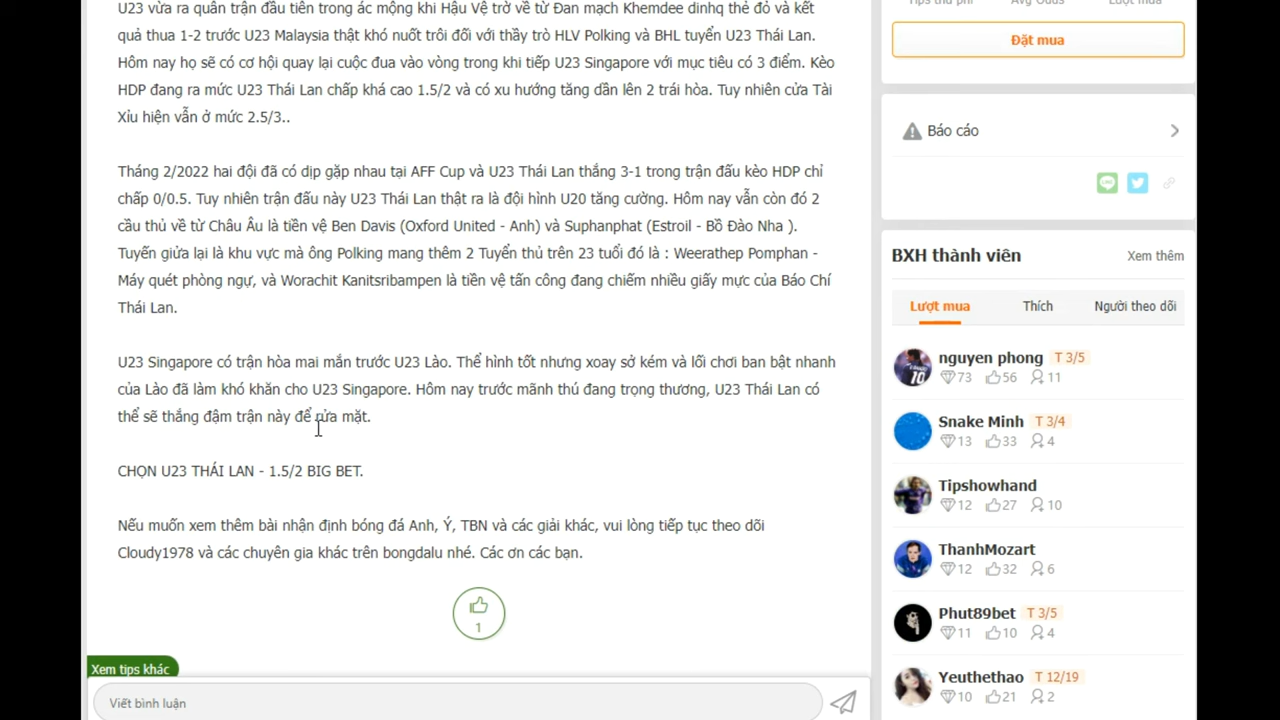 U23 vừa ra quân trận đầu tiên trong ác mộng khi Hậu Vệ trở về từ Đan mạch Khemdee dinhq thẻ đỏ và kết
quả thua 1-2 trước U23 Malaysia thật khó nuốt trôi đối với thầy trò HLV Polking và BHL tuyển U23 Thái Lan.
Hôm nay họ sẽ có cơ hội quay lại cuộc đua vào vòng trong khi tiếp U23 Singapore với mục tiêu có 3 điểm. Kèo
HDP đang ra mức U23 Thái Lan chấp khá cao 1.5/2 và có xu hướng tăng dần lên 2 trái hòa. Tuy nhiên cửa Tài
Xỉu hiện vẫn ở mức 2.5/3..
Tháng 2/2022 hai đội đã có dịp gặp nhau tại AFF Cup và U23 Thái Lan thắng 3-1 trong trận đấu kèo HDP chỉ
chấp 0/0.5. Tuy nhiên trận đấu này U23 Thái Lan thật ra là đội hình U20 tăng cường. Hôm nay vẫn còn đó 2
cầu thủ về từ Châu Âu là tiền vệ Ben Davis (Oxford United - Anh) và Suphanphat (Estroil - Bồ Đào Nha ).
Tuyến giửa lại là khu vực mà ông Polking mang thêm 2 Tuyển thủ trên 23 tuổi đó là : Weerathep Pomphan -
Máy quét phòng ngự, và Worachit Kanitsribampen là tiền vệ tấn công đang chiếm nhiều giấy mực của Báo Chí
Thái Lan.
U23 Singapore có trận hòa mai mắn trước U23 Lào. Thể hình tốt nhưng xoay sở kém và lối chơi ban bật nhanh
của Lào đã làm khó khăn cho U23 Singapore. Hôm nay trước mãnh thú đang trọng thương, U23 Thái Lan có
thể sẽ thắng đậm trận này để rửa mặt.
CHỌN U23 THÁI LAN - 1.5/2 BIG BET.
Nếu muốn xem thêm bài nhận định bóng đá Anh, Ý, TBN và các giải khác, vui lòng tiếp tục theo dõi
Cloudy1978 và các chuyên gia khác trên bongdalu nhé. Các ơn các bạn.
1
Xem tips khác
Viết bình luận
Tips thu phí Avg Odds Lượt mua
Đặt mua
Báo cáo
BXH thành viên Xem thêm
Lượt mua Thích Người theo dõi
nguyen phong T 3/5
73 56 11
Snake Minh T 3/4
13 33 4
Tipshowhand
12 27 10
ThanhMozart
12 32 6
Phut89bet T 3/5
11 10 4
Yeuthethao T 12/19
10 21 2